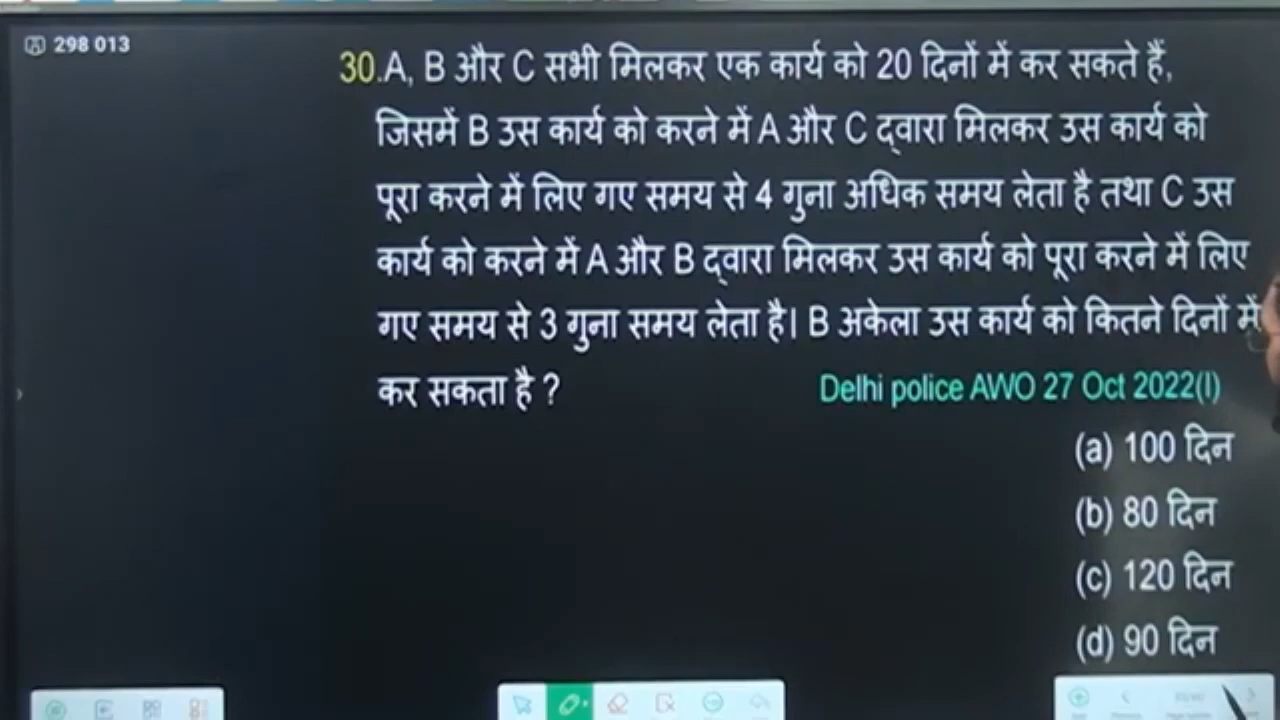 298 013
30.A, B और C सभी मिलकर एक कार्य को 20 दिनों में कर सकते हैं,
जिसमें B उस कार्य को करने में A और C द्वारा मिलकर उस कार्य को
पूरा करने में लिए गए समय से 4 गुना अधिक समय लेता है तथा C उस
कार्य को करने में A और B द्वारा मिलकर उस कार्य को पूरा करने में लिए
गए समय से 3 गुना समय लेता है। B अकेला उस कार्य को कितने दिनों में
कर सकता है ?
Delhi police AWO 27 Oct 2022(I)
(a) 100 दिन
(b) 80 दिन
(c) 120 दिन
(d) 90 दिन